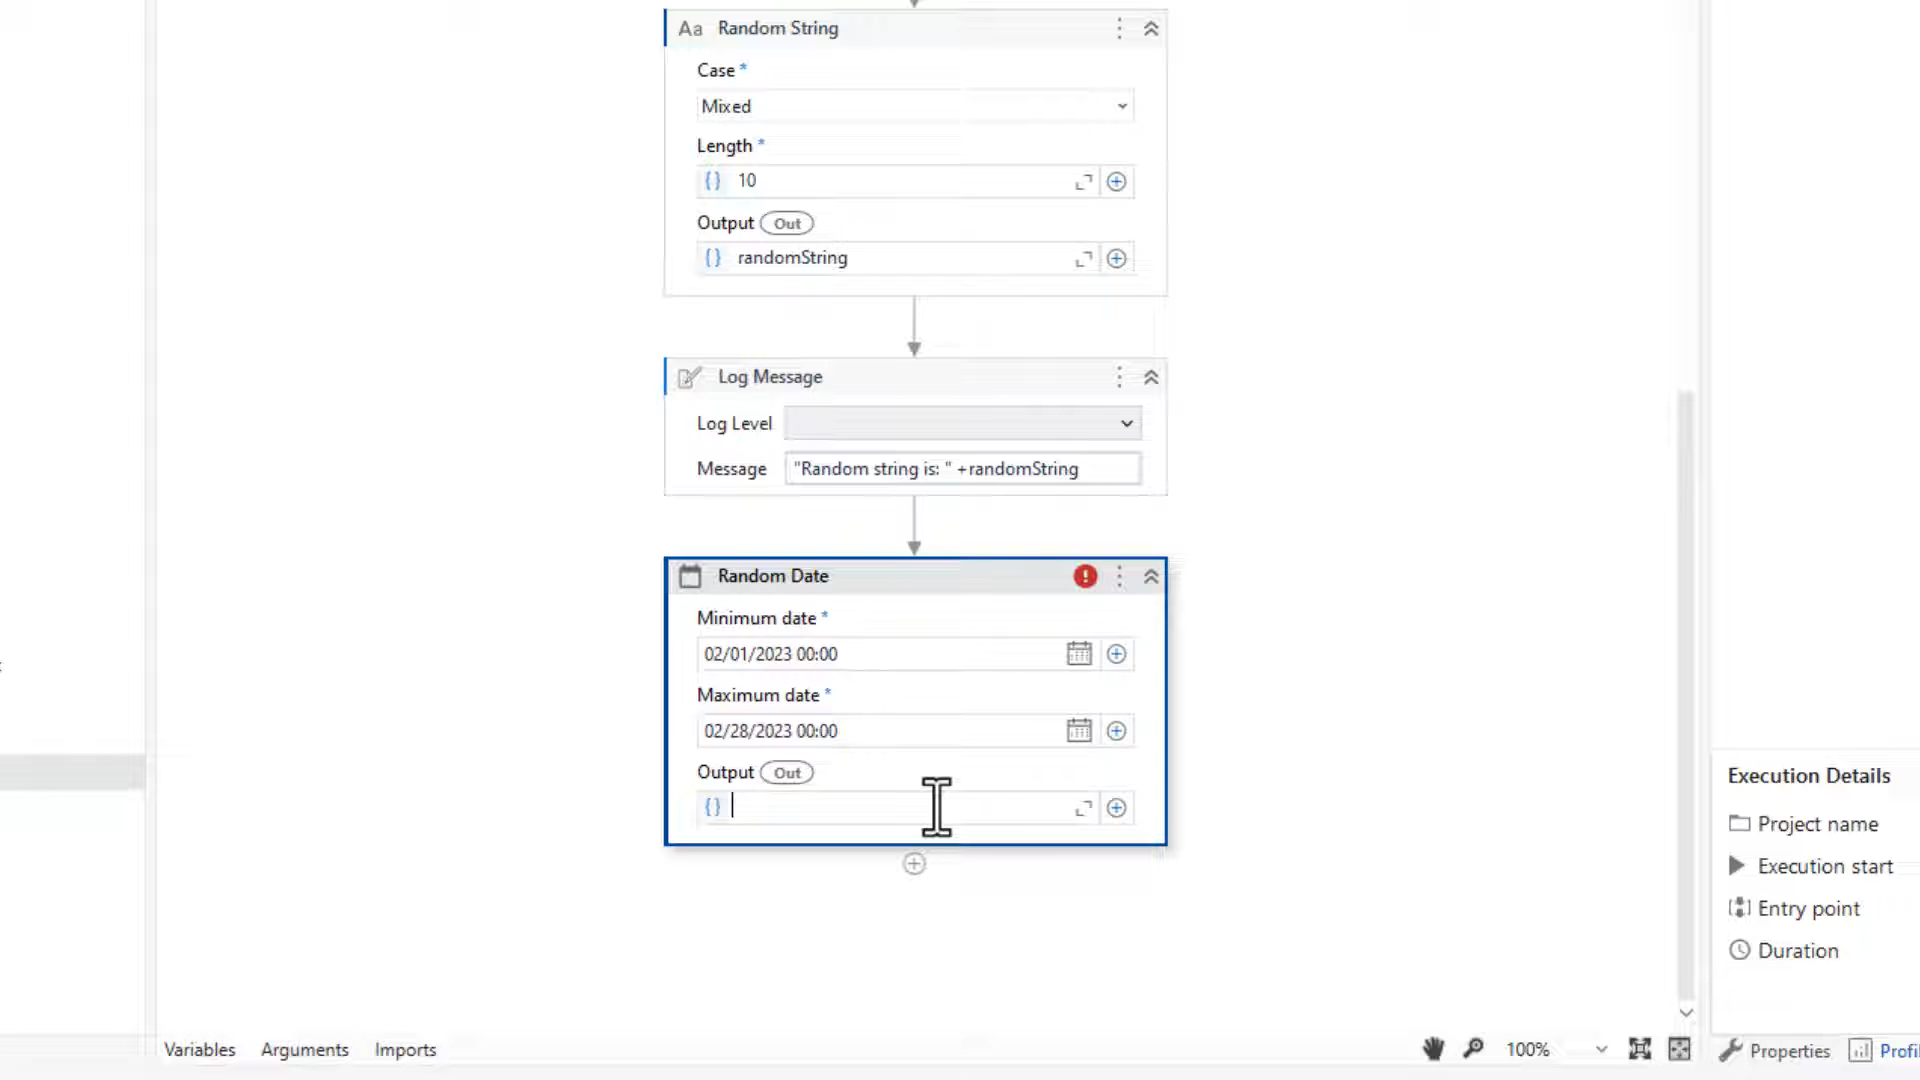 Aa Random String
Case *
Mixed
Length *
{} 10
Output Out
{} randomString
Log Message
Log Level
Message "Random string is: " +randomString
Random Date
Minimum date *
02/01/2023 00:00
Maximum date *
02/28/2023 00:00
Output Out
{}
Execution Details
Project name
Execution start
Entry point
Duration
Variables Arguments Imports
100%
Properties Profi